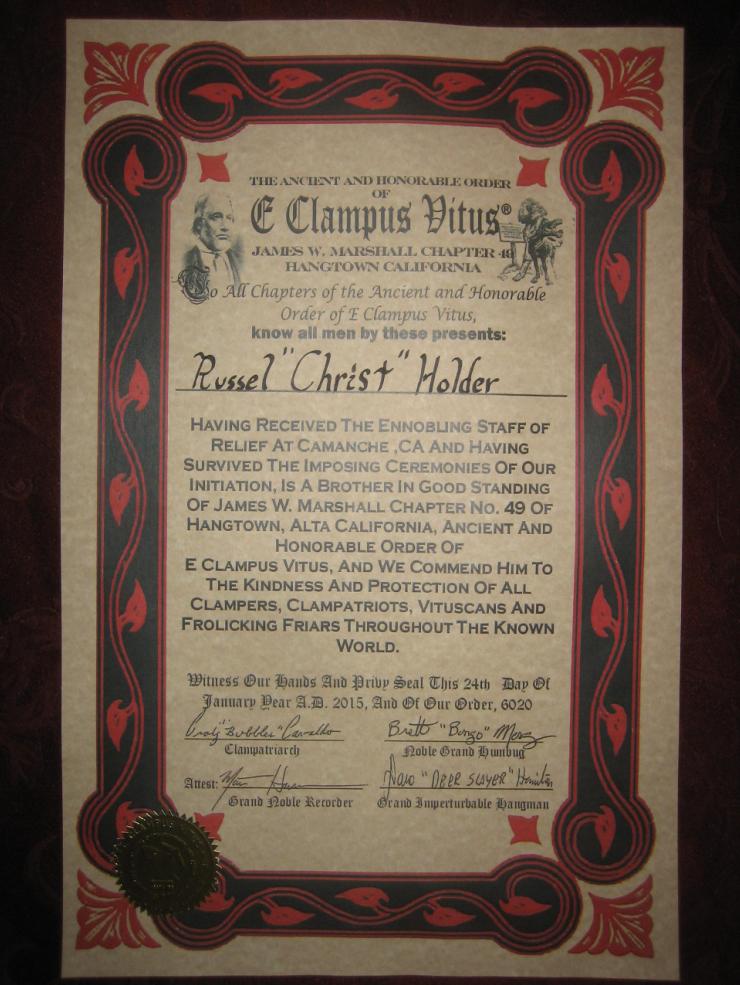 THE ANCIENT AND HONORABLE ORDER
OF
E Clampus Vitus®
JAMES W. MARSHALL CHAPTER 49
HANGTOWN CALIFORNIA
To All Chapters of the Ancient and Honorable
Order of E Clampus Vitus,
know all men by these presents:
Russel "Christ" Holder
HAVING RECEIVED THE ENNOBLING STAFF OF
RELIEF AT CAMANCHE ,CA AND HAVING
SURVIVED THE IMPOSING CEREMONIES OF OUR
INITIATION, IS A BROTHER IN GOOD STANDING
OF JAMES W. MARSHALL CHAPTER NO. 49 OF
HANGTOWN, ALTA CALIFORNIA, ANCIENT AND
HONORABLE ORDER OF
E CLAMPUS VITUS, AND WE COMMEND HIM TO
THE KINDNESS AND PROTECTION OF ALL
CLAMPERS, CLAMPATRIOTS, VITUSCANS AND
FROLICKING FRIARS THROUGHOUT THE KNOWN
WORLD.
Witness Our Hands And Privy Seal This 24th Day Of
January Year A.D. 2015, And Of Our Order, 6020
Craig "Bubbles" Carvalho Brett "Bongo"
Clampatriarch Noble Grand Humbug
Attest: "DEER SLAYER"
Grand Noble Recorder Grand Imperturbable Hangman